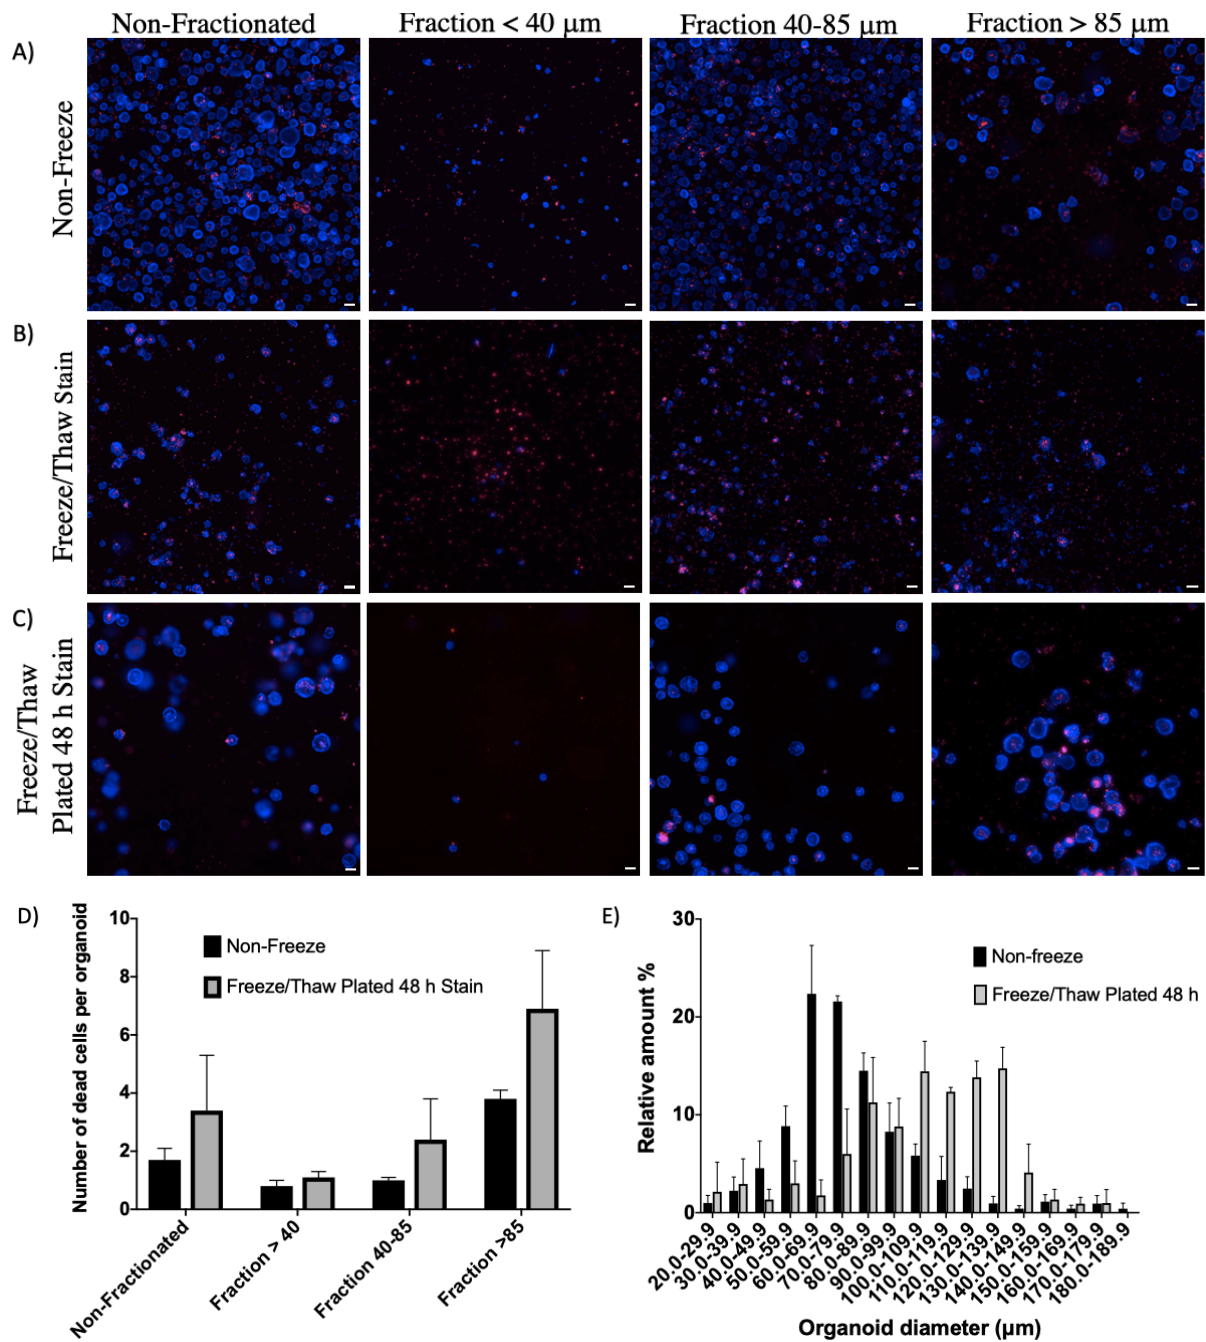 Non-Fractionated
Fraction < 40 μm
Fraction 40-85 μm
Fraction > 85 μm
A)
Non-Freeze
B)
Freeze/Thaw Stain
C)
Freeze/Thaw
Plated 48 h Stain
D)
Number of dead cells per organoid
10
8
6
4
2
0
Non-Freeze
Freeze/Thaw Plated 48 h Stain
Non-Fractionated
Fraction > 40
Fraction 40-85
Fraction >85
E)
Relative amount %
30
20
10
0
Non-freeze
Freeze/Thaw Plated 48 h
20.0-29.9
30.0-39.9
40.0-49.9
50.0-59.9
60.0-69.9
70.0-79.9
80.0-89.9
90.0-99.9
100.0-109.9
110.0-119.9
120.0-129.9
130.0-139.9
140.0-149.9
150.0-159.9
160.0-169.9
170.0-179.9
180.0-189.9
Organoid diameter (μm)